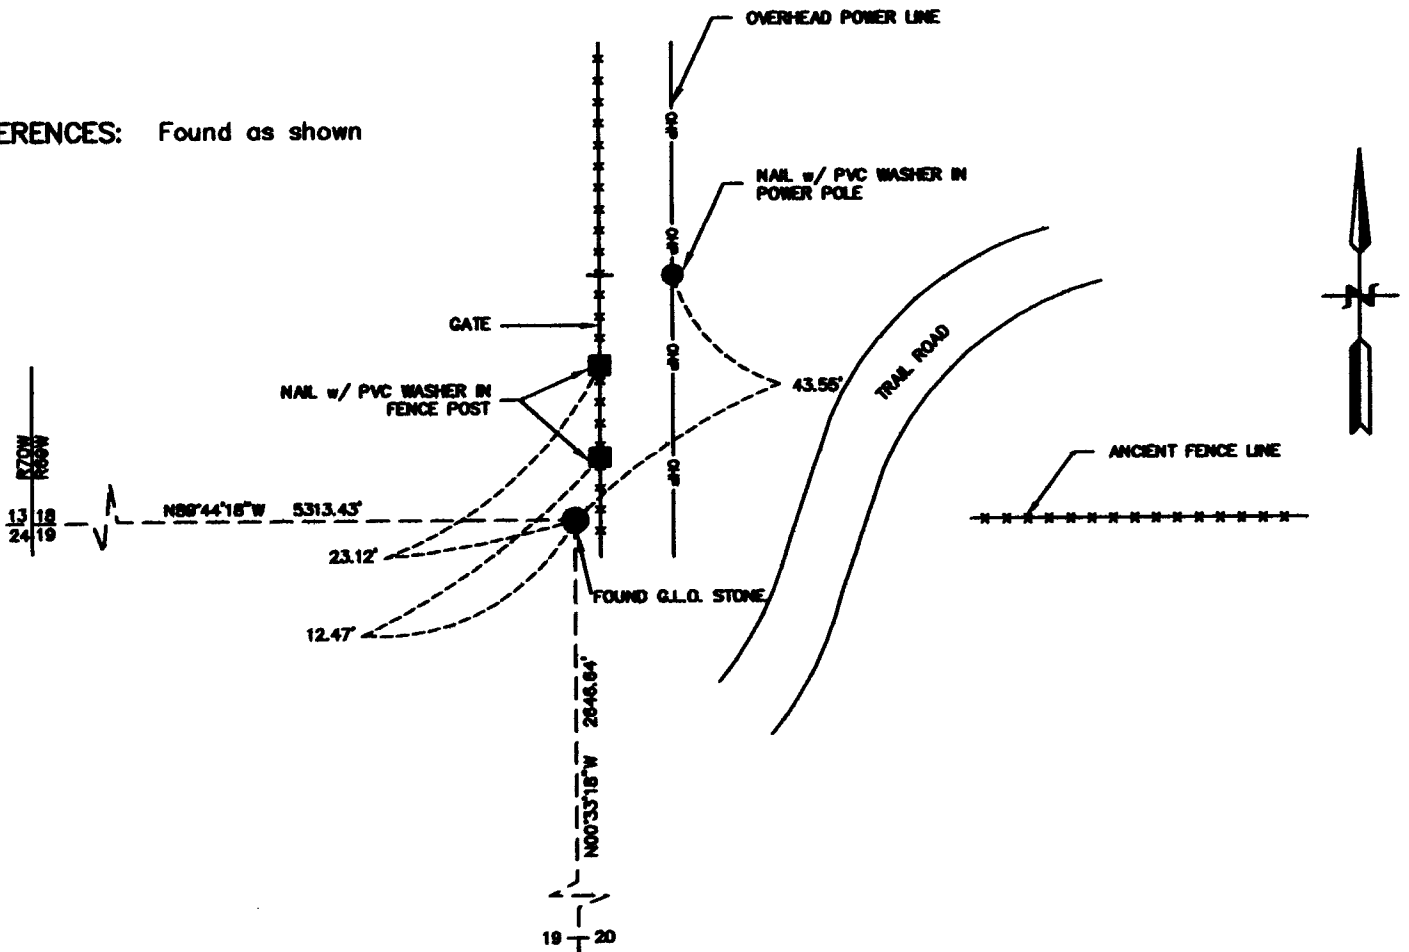 OVERHEAD POWER LINE
ERENCES: Found as shown
OHP
NAIL w/ PVC WASHER IN
POWER POLE
OHP
N
GATE
OHP
TRAIL ROAD
43.55'
NAIL w/ PVC WASHER IN
FENCE POST
R70W
R69W
OHP
ANCIENT FENCE LINE
13 18
24 19
N89°44'18"W 5313.43'
23.12'
FOUND G.L.O. STONE
12.47'
N00°33'18"W 2646.64'
19 20